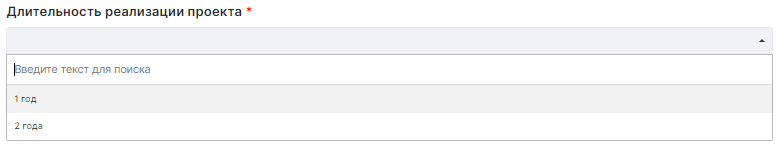 Длительность реализации проекта *
Введите текст для поиска
1 год
2 года